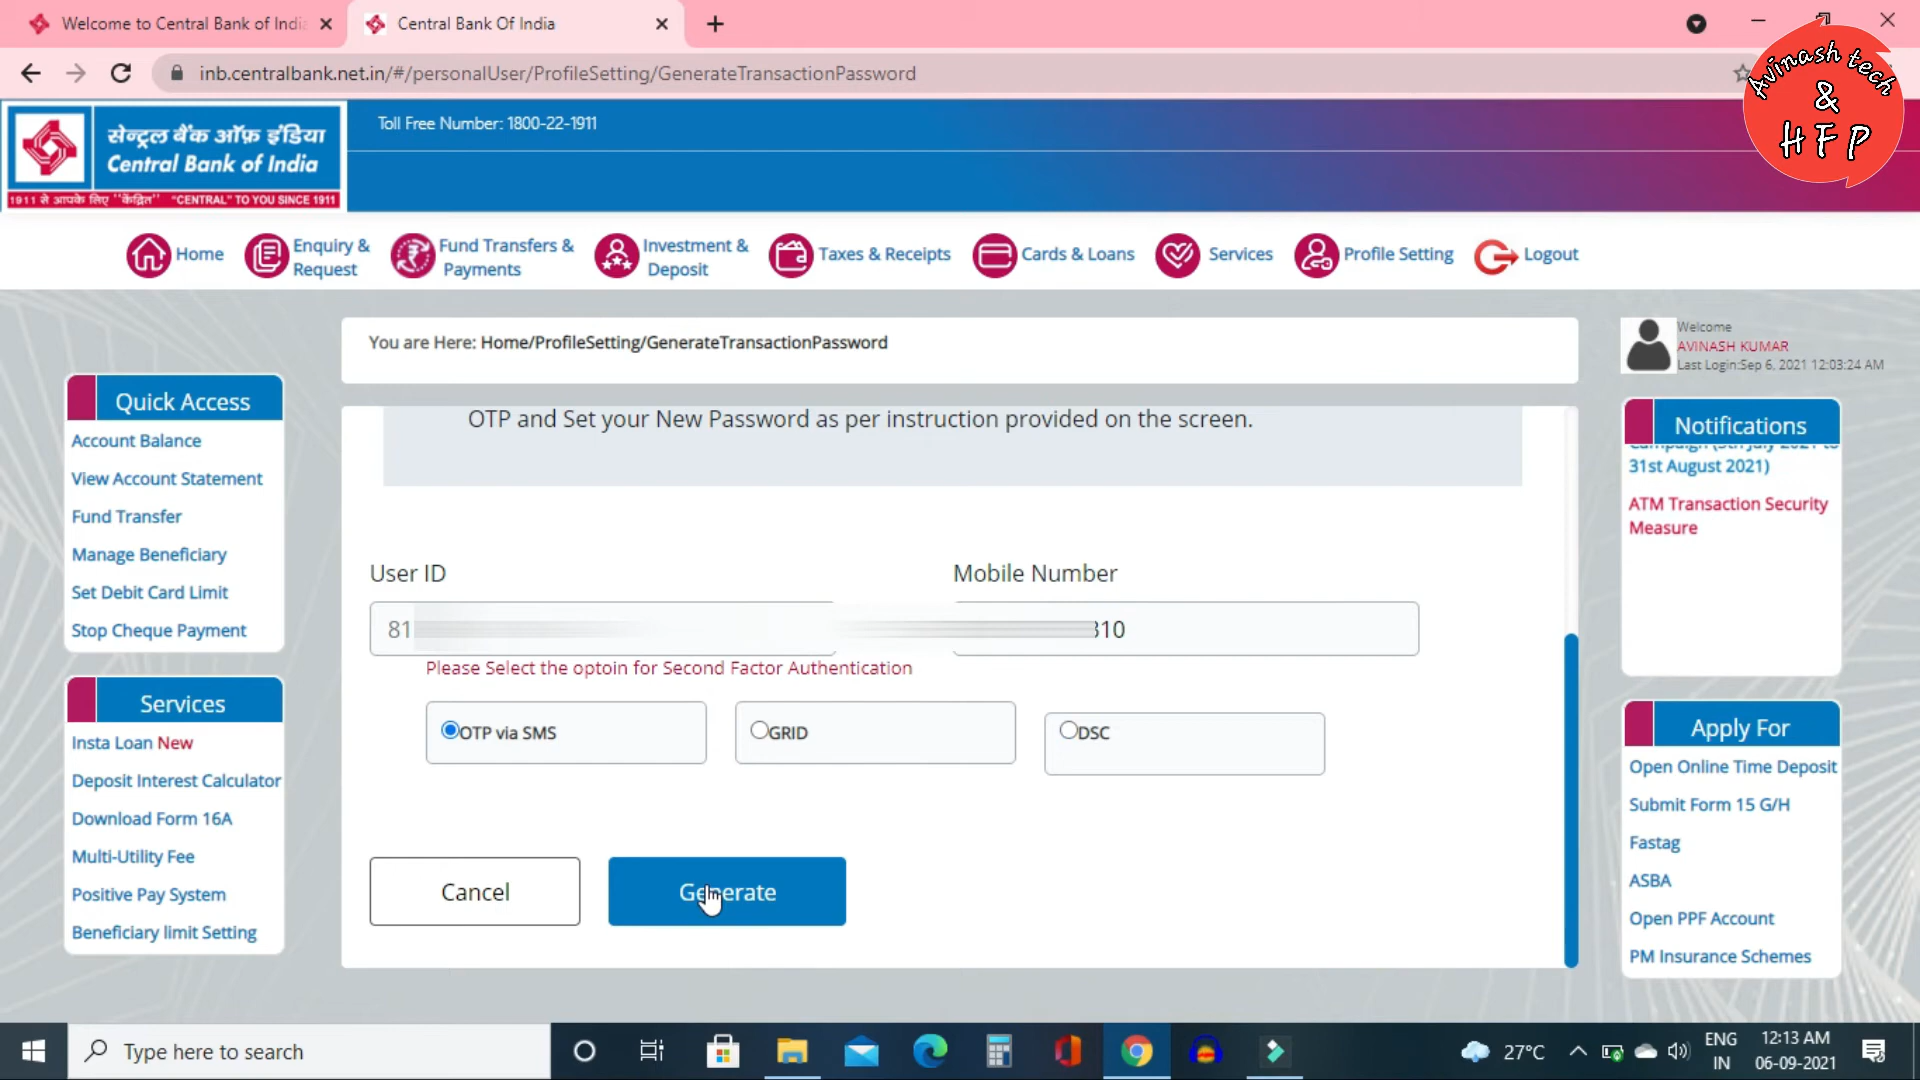 Welcome to Central Bank of India
Central Bank Of India
inb.centralbank.net.in/#/personalUser/ProfileSetting/GenerateTransactionPassword
Avinash tech
&
HFP
सेन्ट्रल बैंक ऑफ़ इंडिया
Central Bank of India
1911 से आपके लिए "केंद्रित" "CENTRAL" TO YOU SINCE 1911
Toll Free Number: 1800-22-1911
Home
Enquiry &
Request
Fund Transfers &
Payments
Investment &
Deposit
Taxes & Receipts
Cards & Loans
Services
Profile Setting
Logout
You are Here: Home/ProfileSetting/GenerateTransactionPassword
Welcome
AVINASH KUMAR
Last Login:Sep 6, 2021 12:03:24 AM
Quick Access
Account Balance
View Account Statement
Fund Transfer
Manage Beneficiary
Set Debit Card Limit
Stop Cheque Payment
Services
Insta Loan New
Deposit Interest Calculator
Download Form 16A
Multi-Utility Fee
Positive Pay System
Beneficiary limit Setting
OTP and Set your New Password as per instruction provided on the screen.
User ID
Mobile Number
81
310
Please Select the optoin for Second Factor Authentication
OTP via SMS
GRID
DSC
Cancel
Generate
Notifications
Campaign (5th July 2021 to
31st August 2021)
ATM Transaction Security
Measure
Apply For
Open Online Time Deposit
Submit Form 15 G/H
Fastag
ASBA
Open PPF Account
PM Insurance Schemes
Type here to search
27°C
ENG
IN
12:13 AM
06-09-2021